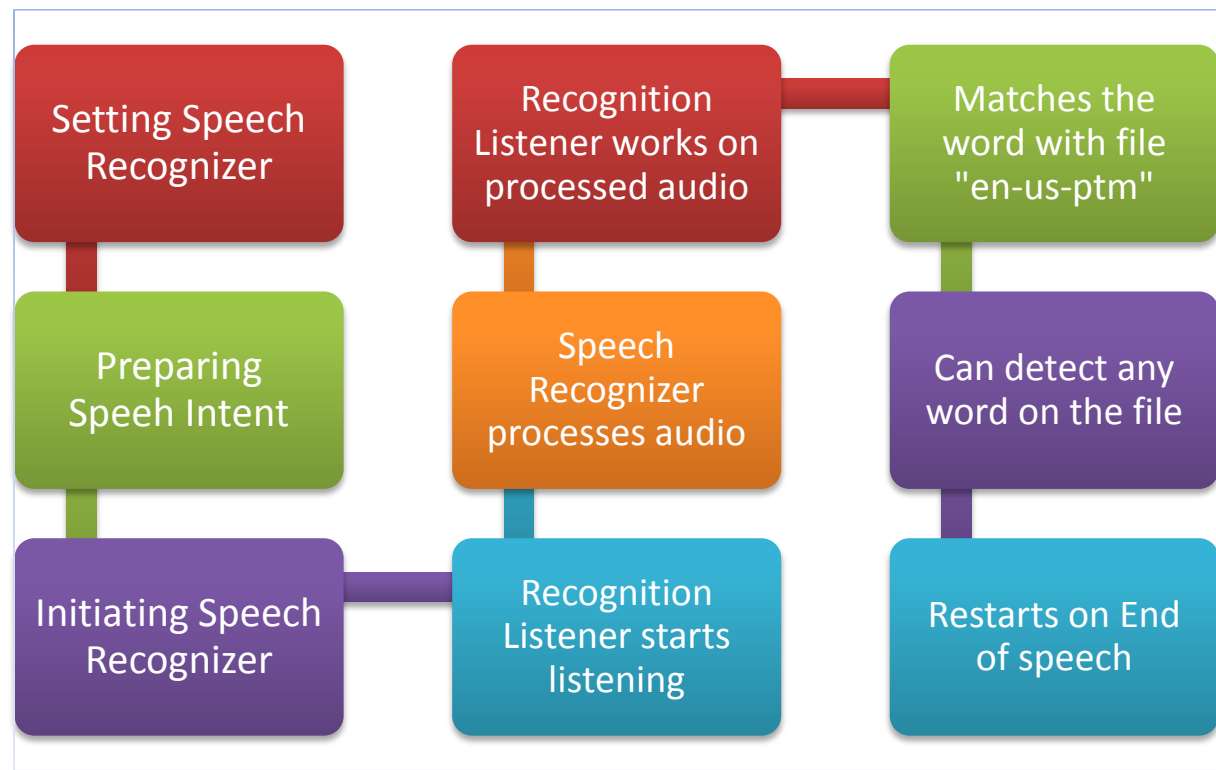 Setting Speech
Recognizer
Preparing
Speeh Intent
Initiating Speech
Recognizer
Recognition
Listener starts
listening
Speech
Recognizer
processes audio
Recognition
Listener works on
processed audio
Matches the
word with file
"en-us-ptm"
Can detect any
word on the file
Restarts on End
of speech